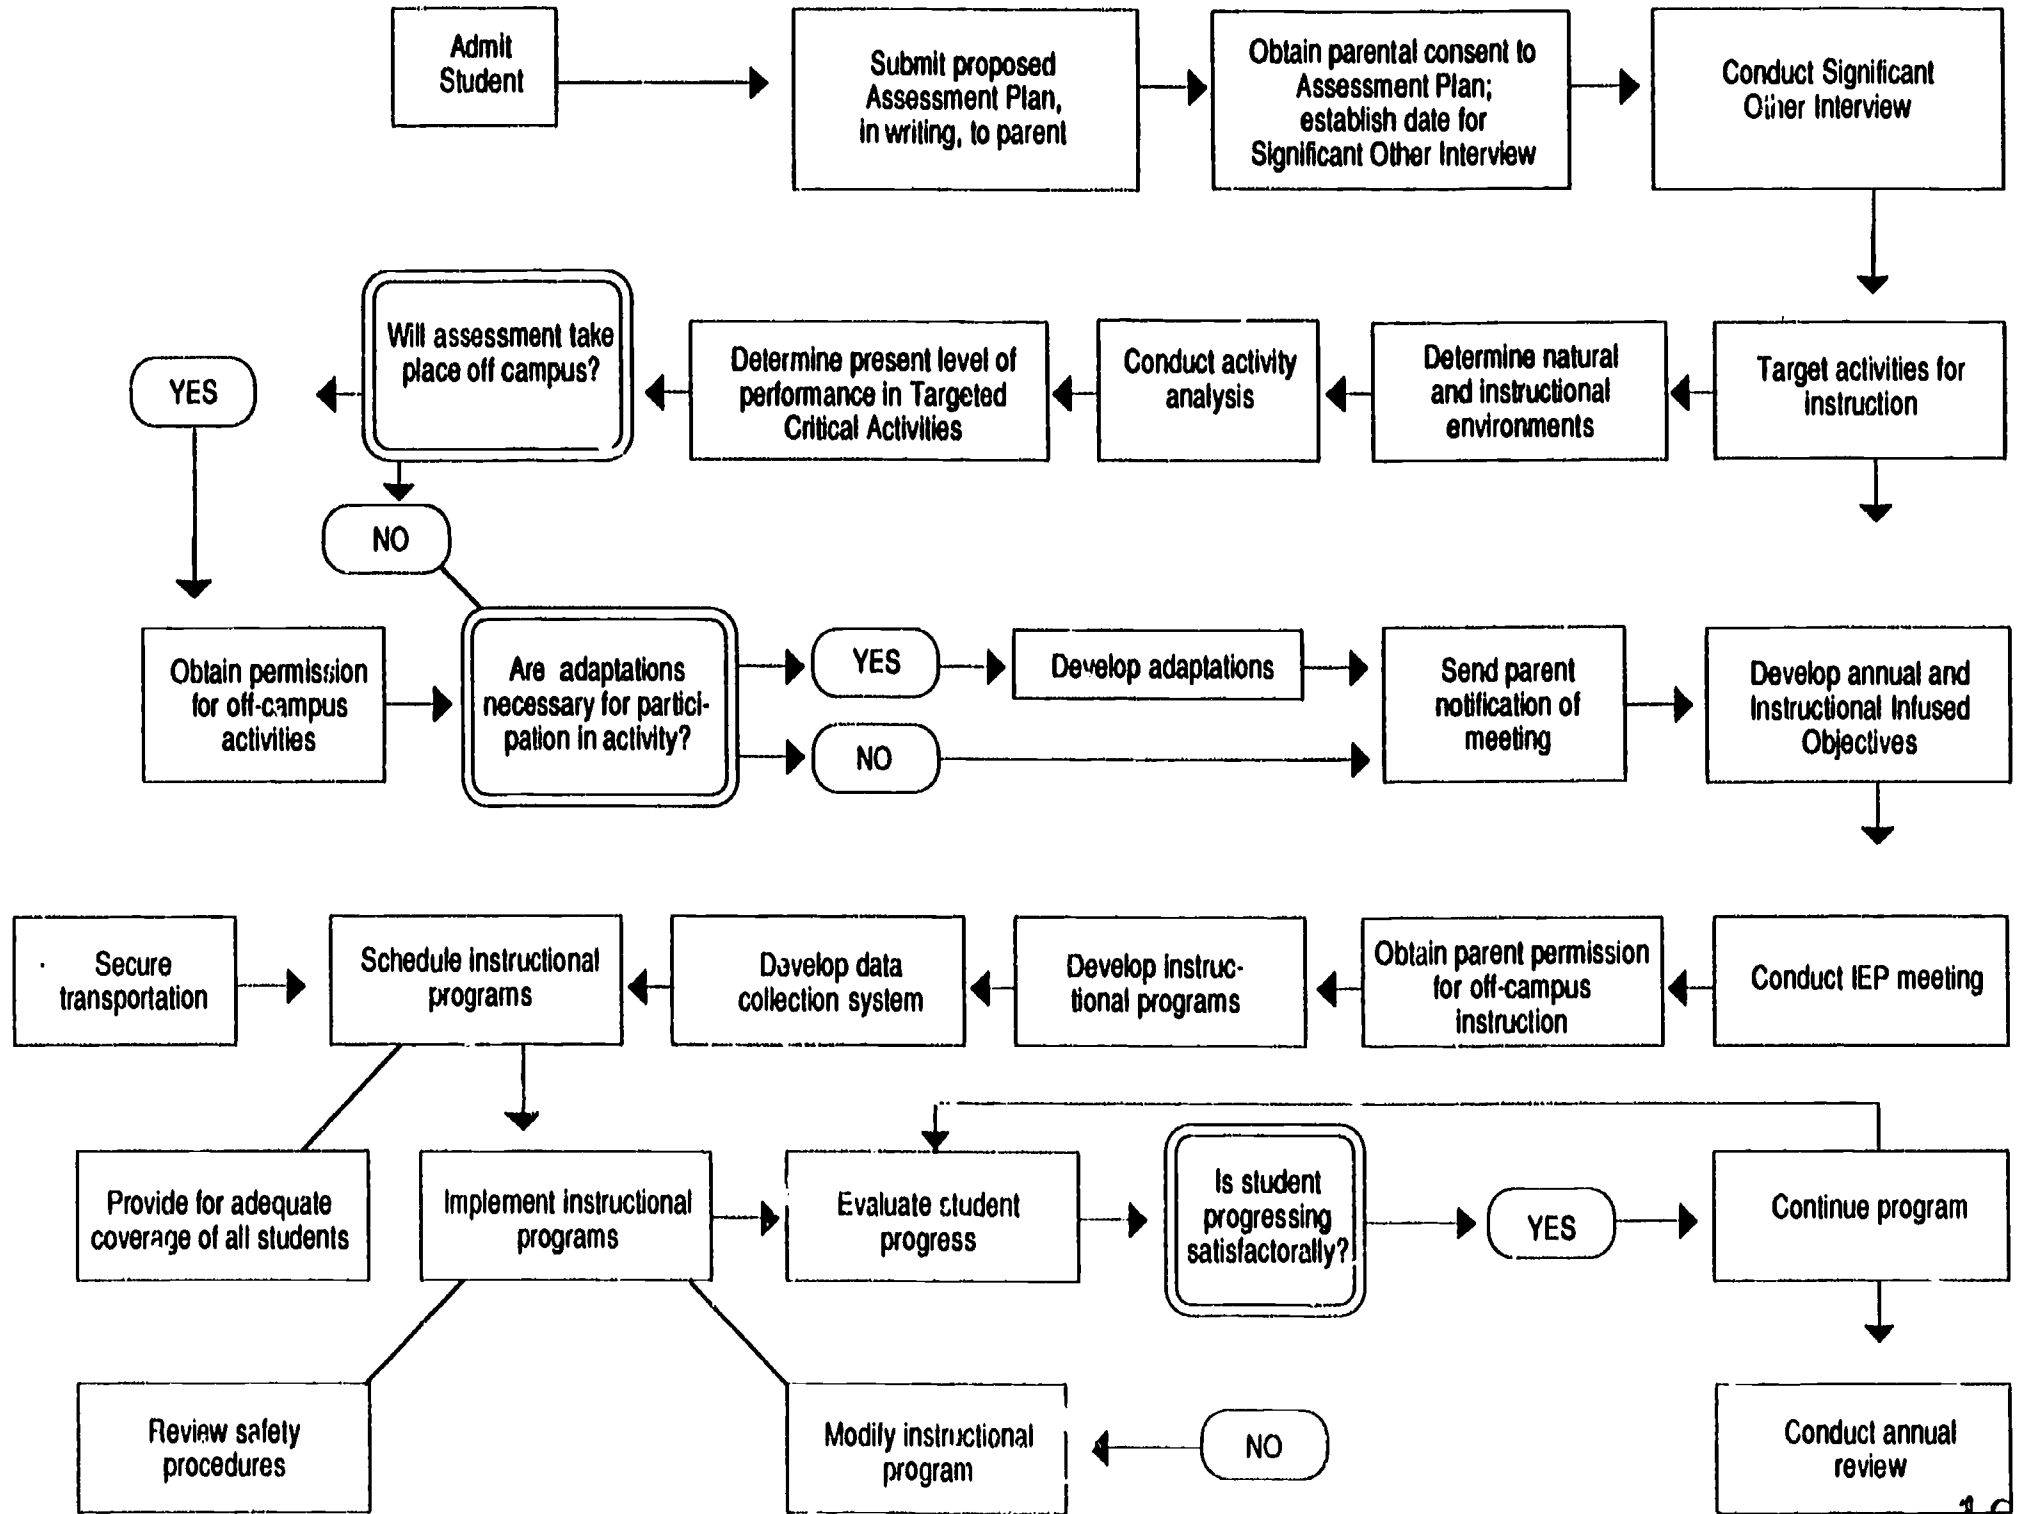 Admit
Student
Submit proposed
Assessment Plan,
in writing, to parent
Obtain parental consent to
Assessment Plan;
establish date for
Significant Other Interview
Conduct Significant
Other Interview
Will assessment take
place off campus?
YES
NO
Determine present level of
performance in Targeted
Critical Activities
Conduct activity
analysis
Determine natural
and instructional
environments
Target activities for
instruction
Obtain permission
for off-campus
activities
Are adaptations
necessary for partici-
pation in activity?
YES
NO
Develop adaptations
Send parent
notification of
meeting
Develop annual and
Instructional Infused
Objectives
Secure
transportation
Schedule instructional
programs
Develop data
collection system
Develop instruc-
tional programs
Obtain parent permission
for off-campus
instruction
Conduct IEP meeting
Provide for adequate
coverage of all students
Implement instructional
programs
Evaluate student
progress
Is student
progressing
satisfactorally?
YES
Continue program
Review safety
procedures
Modify instructional
program
NO
Conduct annual
review